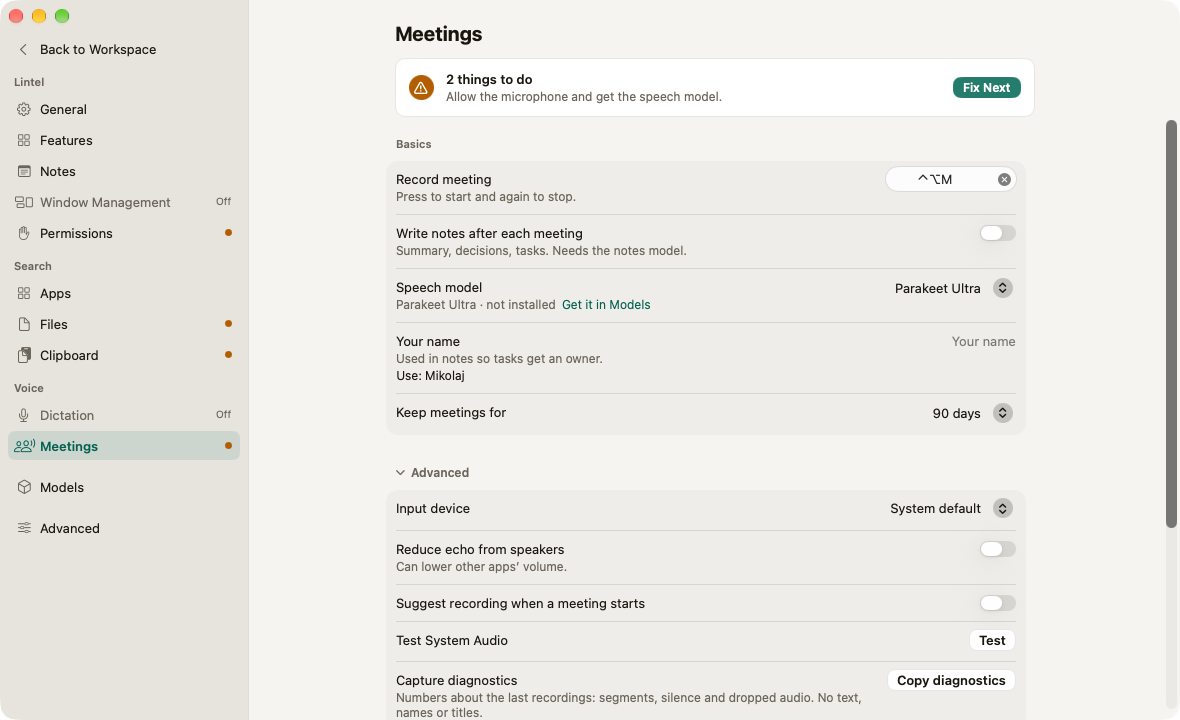 Back to Workspace
Lintel
General
Features
Notes
Window Management Off
Permissions
Search
Apps
Files
Clipboard
Voice
Dictation Off
Meetings
Models
Advanced
Meetings
2 things to do
Allow the microphone and get the speech model.
Fix Next
Basics
Record meeting
Press to start and again to stop.
⌃⌥M
Write notes after each meeting
Summary, decisions, tasks. Needs the notes model.
Speech model
Parakeet Ultra · not installed Get it in Models
Parakeet Ultra
Your name
Used in notes so tasks get an owner.
Use: Mikolaj
Your name
Keep meetings for
90 days
Advanced
Input device
System default
Reduce echo from speakers
Can lower other apps’ volume.
Suggest recording when a meeting starts
Test System Audio
Test
Capture diagnostics
Numbers about the last recordings: segments, silence and dropped audio. No text,
names or titles.
Copy diagnostics